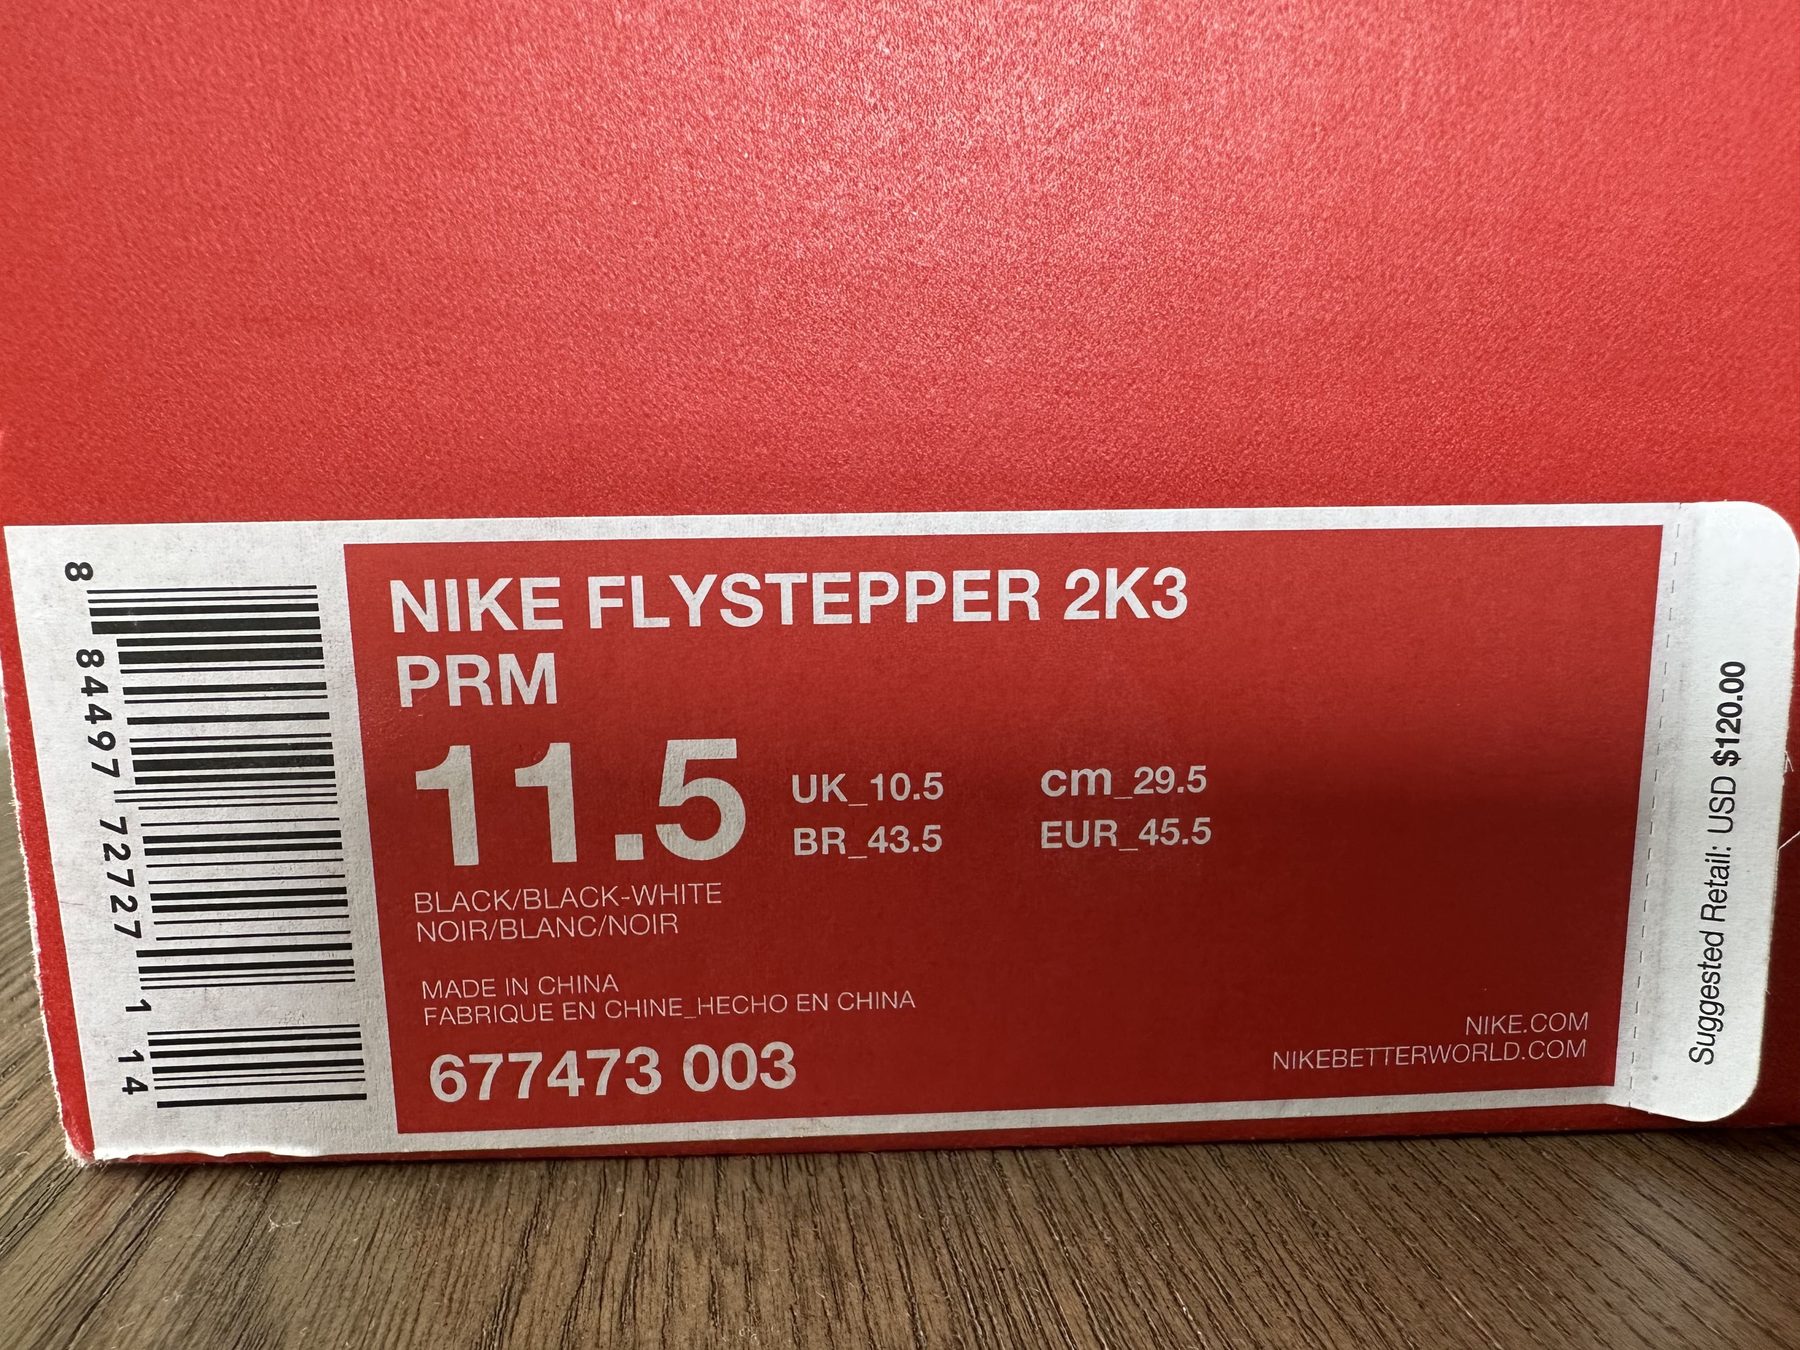 NIKE FLYSTEPPER 2K3
PRM
11.5
UK_10.5 cm_29.5
BR_43.5 EUR_45.5
BLACK/BLACK-WHITE
NOIR/BLANC/NOIR
MADE IN CHINA
FABRIQUE EN CHINE_HECHO EN CHINA
677473 003
NIKE.COM
NIKEBETTERWORLD.COM
8 84497 72727 1 14
Suggested Retail: USD $120.00